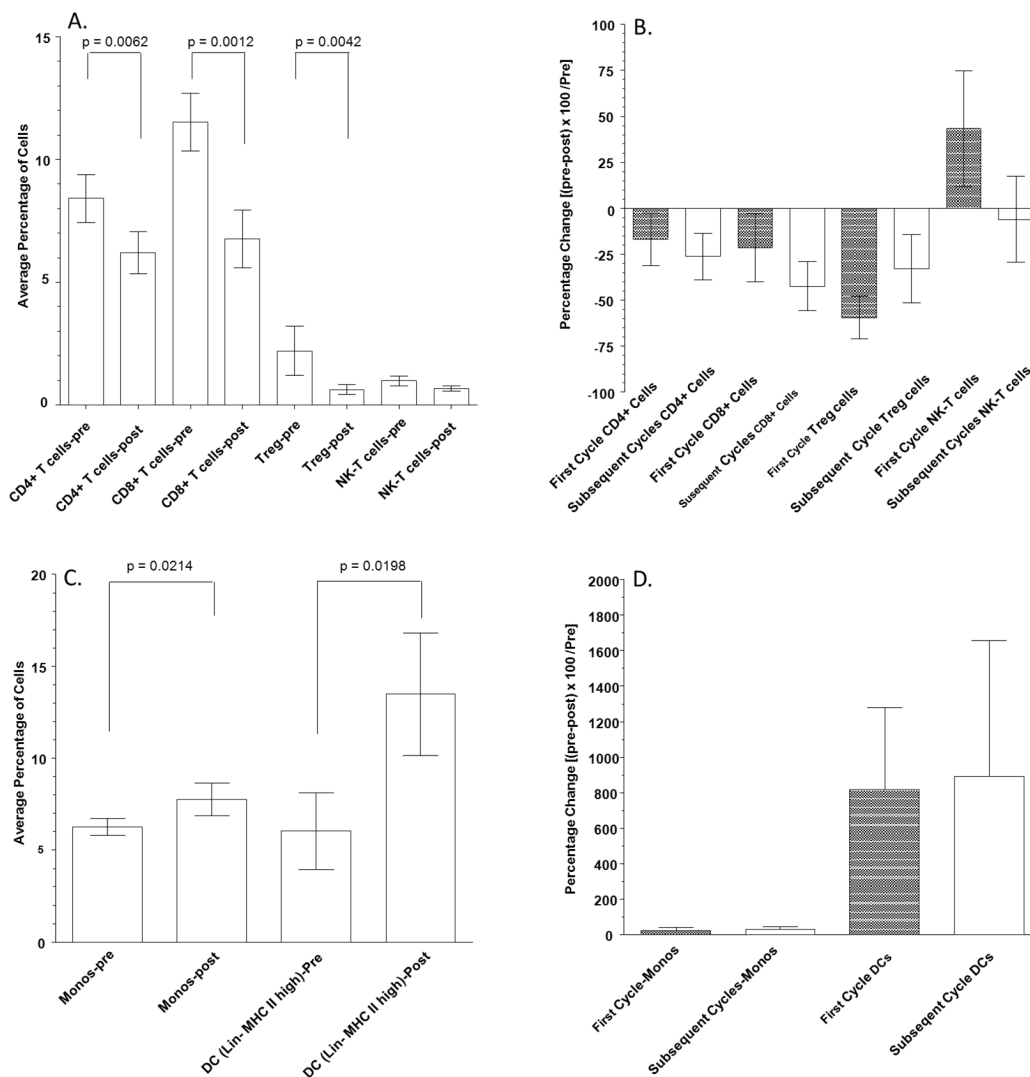 A.
15
10
5
0
Average Percentage of Cells
p = 0.0062
p = 0.0012
p = 0.0042
CD4+ T cells-pre
CD4+ T cells-post
CD8+ T cells-pre
CD8+ T cells-post
Treg-pre
Treg-post
NK-T cells-pre
NK-T cells-post
B.
100
75
50
25
0
-25
-50
-75
-100
Percentage Change [(pre-post) x 100 /Pre]
First Cycle CD4+ Cells
Subsequent Cycles CD4+ Cells
First Cycle CD8+ Cells
Susequent Cycles CD8+ Cells
First Cycle Treg cells
Subsequent Cycle Treg cells
First Cycle NK-T cells
Subsequent Cycles NK-T cells
C.
20
15
10
5
0
Average Percentage of Cells
p = 0.0214
p = 0.0198
Monos-pre
Monos-post
DC (Lin- MHC II high)-Pre
DC (Lin- MHC II high)-Post
D.
2000
1800
1600
1400
1200
1000
800
600
400
200
0
Percentage Change [(pre-post) x 100 /Pre]
First Cycle-Monos
Subsequent Cycles-Monos
First Cycle DCs
Subseqent Cycle DCs